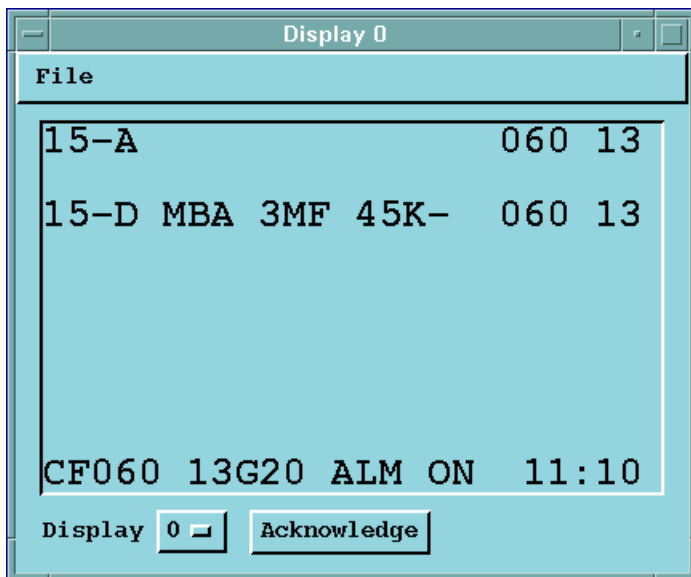 Display 0
File
15-A 060 13
15-D MBA 3MF 45K- 060 13
CF060 13G20 ALM ON 11:10
Display 0 Acknowledge